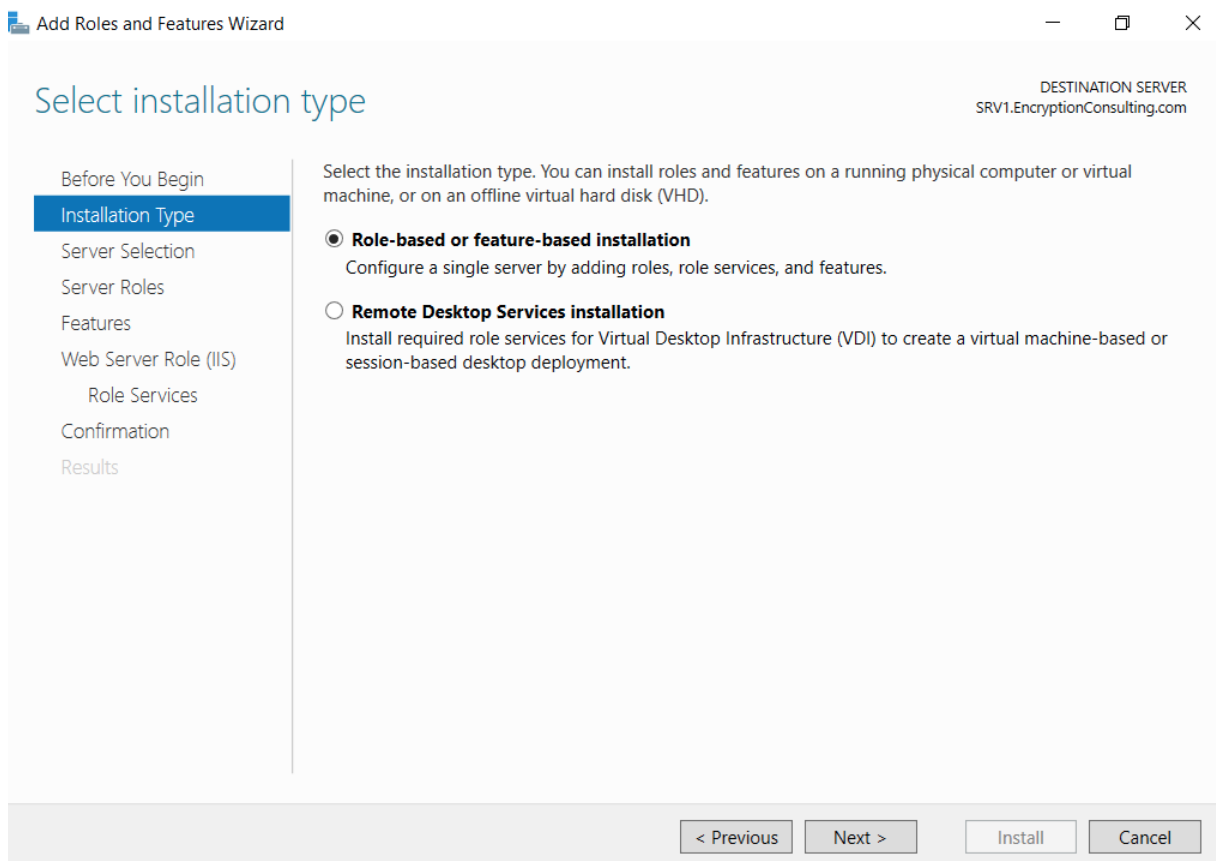 Add Roles and Features Wizard
Select installation type
DESTINATION SERVER
SRV1.EncryptionConsulting.com
Before You Begin
Installation Type
Server Selection
Server Roles
Features
Web Server Role (IIS)
Role Services
Confirmation
Results
Select the installation type. You can install roles and features on a running physical computer or virtual
machine, or on an offline virtual hard disk (VHD).
Role-based or feature-based installation
Configure a single server by adding roles, role services, and features.
Remote Desktop Services installation
Install required role services for Virtual Desktop Infrastructure (VDI) to create a virtual machine-based or
session-based desktop deployment.
< Previous
Next >
Install
Cancel